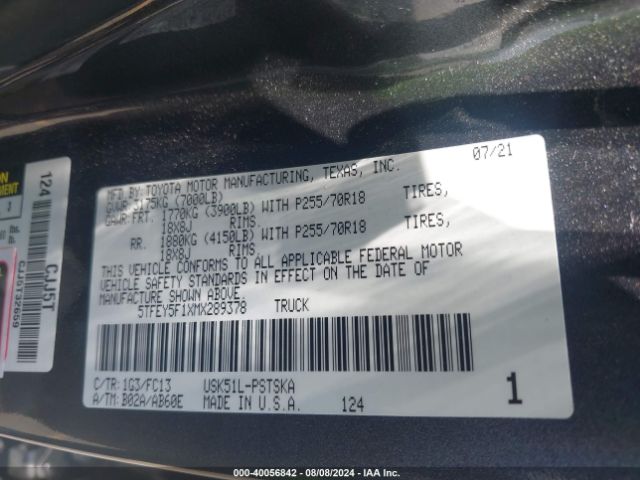 MFD BY: TOYOTA MOTOR MANUFACTURING, TEXAS, INC. 07/21
GVWR 3175KG (7000LB)
GAWR FRT. 1770KG (3900LB) WITH P255/70R18 TIRES,
18X8J RIMS
RR. 1880KG (4150LB) WITH P255/70R18 TIRES,
18X8J RIMS
THIS VEHICLE CONFORMS TO ALL APPLICABLE FEDERAL MOTOR
VEHICLE SAFETY STANDARDS IN EFFECT ON THE DATE OF
MANUFACTURE SHOWN ABOVE.
5TFEY5F1XMX289378 TRUCK
C/TR: 1G3/FC13 USK51L-PSTSKA
A/TM: B02A/AB60E MADE IN U.S.A. 124 1
124 CJJ5T
000-40056842 - 08/08/2024 - IAA Inc.